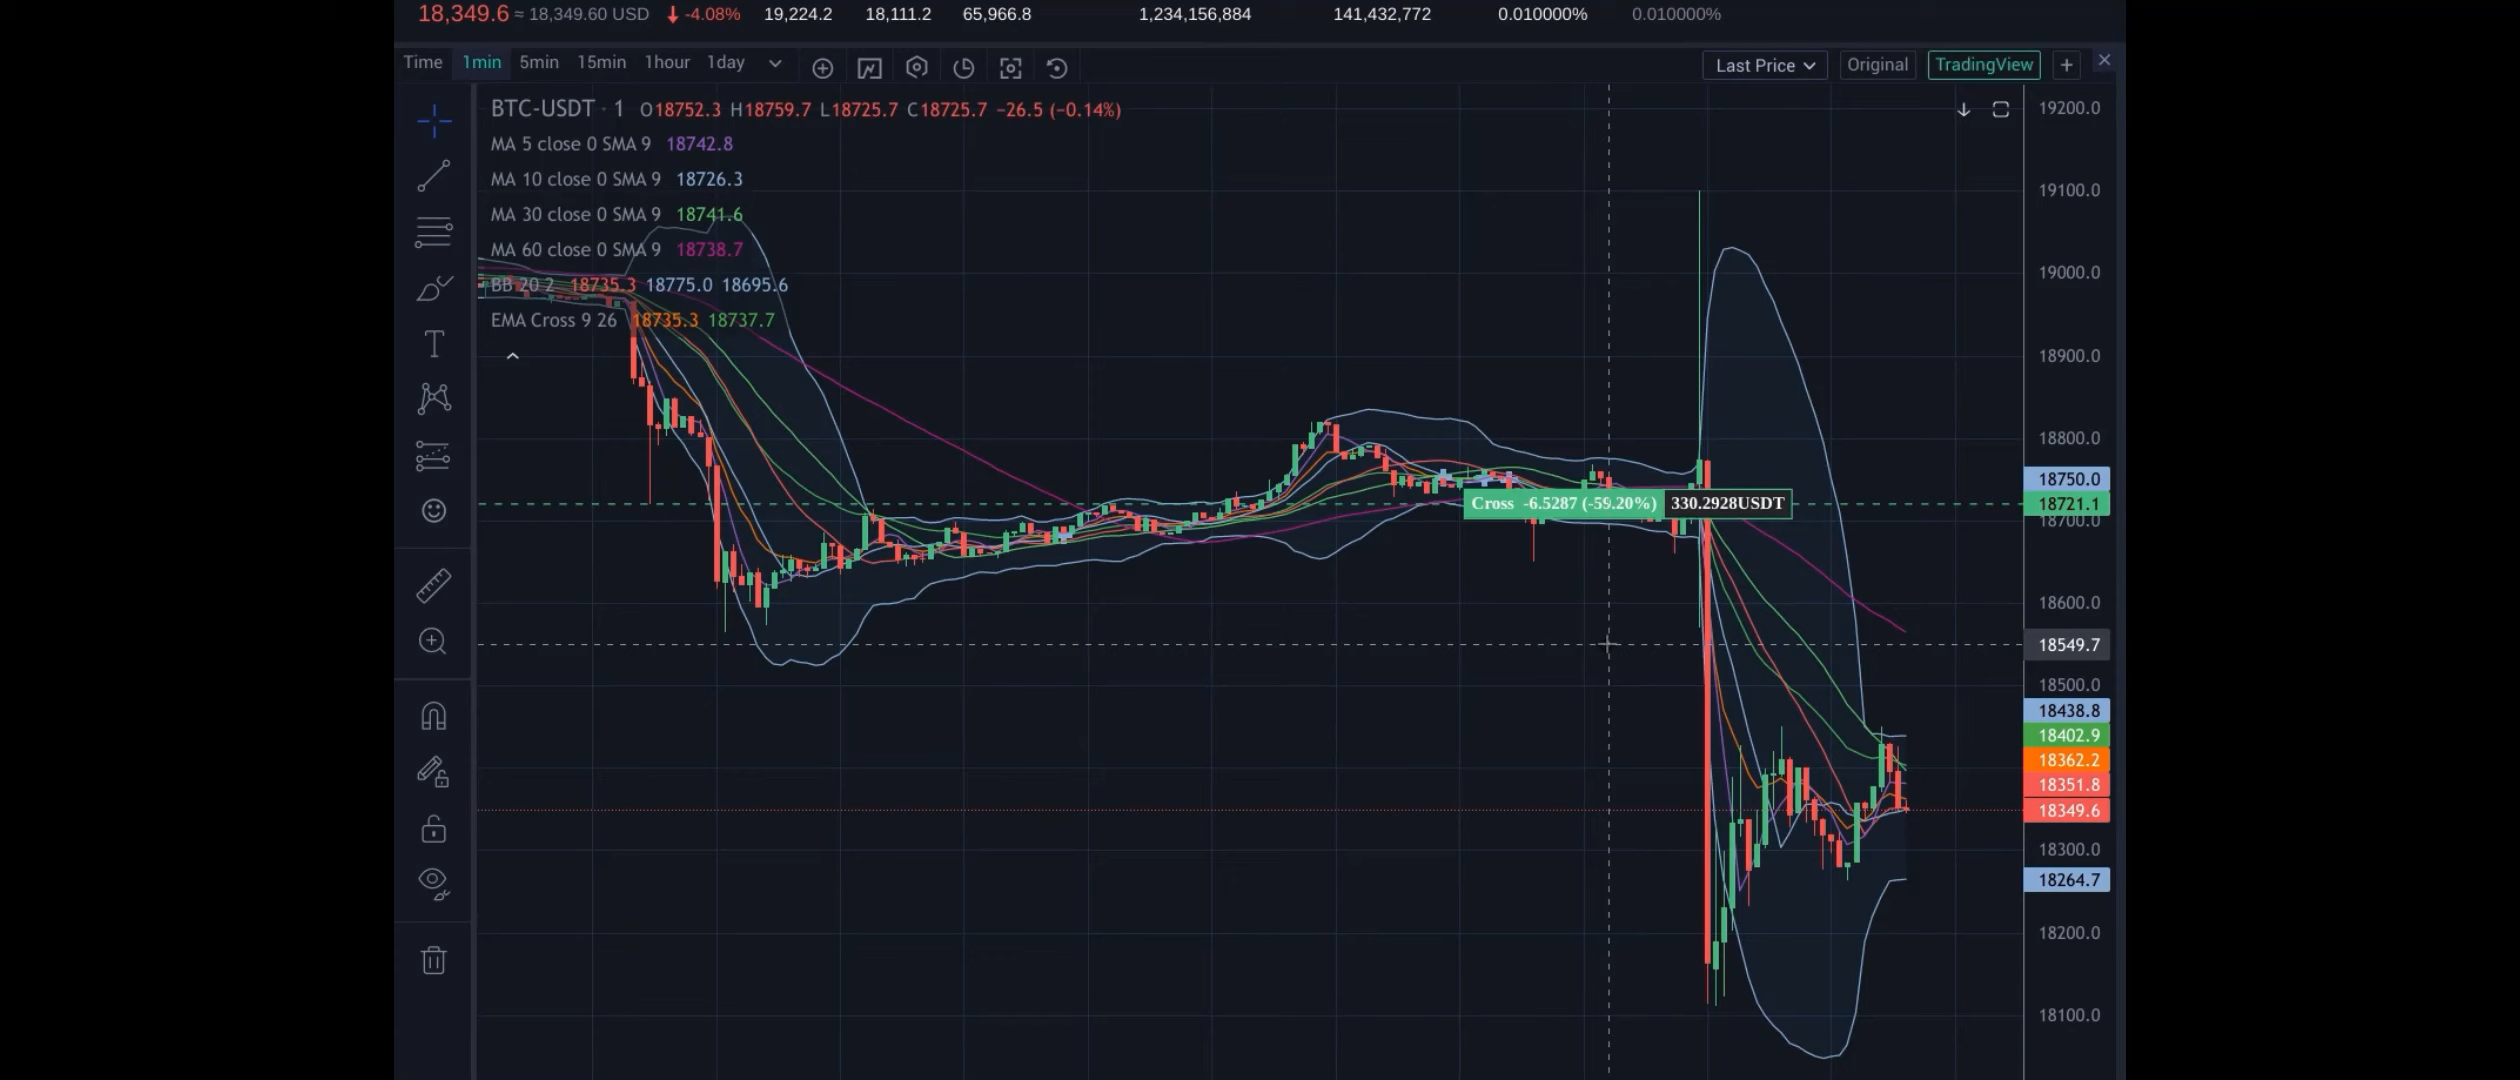 18,349.6 ≈ 18,349.60 USD -4.08% 19,224.2 18,111.2 65,966.8 1,234,156,884 141,432,772 0.010000% 0.010000%
Time 1min 5min 15min 1hour 1day Last Price Original TradingView
BTC-USDT · 1 O18752.3 H18759.7 L18725.7 C18725.7 −26.5 (−0.14%)
MA 5 close 0 SMA 9 18742.8
MA 10 close 0 SMA 9 18726.3
MA 30 close 0 SMA 9 18741.6
MA 60 close 0 SMA 9 18738.7
BB 20 2 18735.3 18775.0 18695.6
EMA Cross 9 26 18735.3 18737.7
Cross -6.5287 (-59.20%) 330.2928USDT
19200.0
19100.0
19000.0
18900.0
18800.0
18750.0
18721.1
18700.0
18600.0
18549.7
18500.0
18438.8
18402.9
18362.2
18351.8
18349.6
18300.0
18264.7
18200.0
18100.0